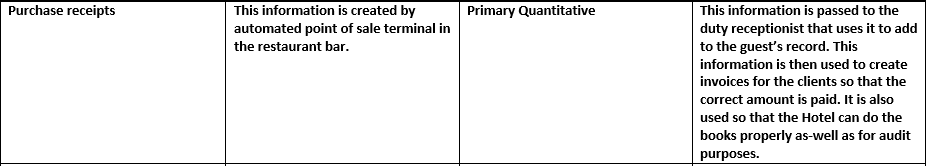 Purchase receipts
This information is created by
automated point of sale terminal in
the restaurant bar.
Primary Quantitative
This information is passed to the
duty receptionist that uses it to add
to the guest's record. This
information is then used to create
invoices for the clients so that the
correct amount is paid. It is also
used so that the Hotel can do the
books properly as-well as for audit
purposes.